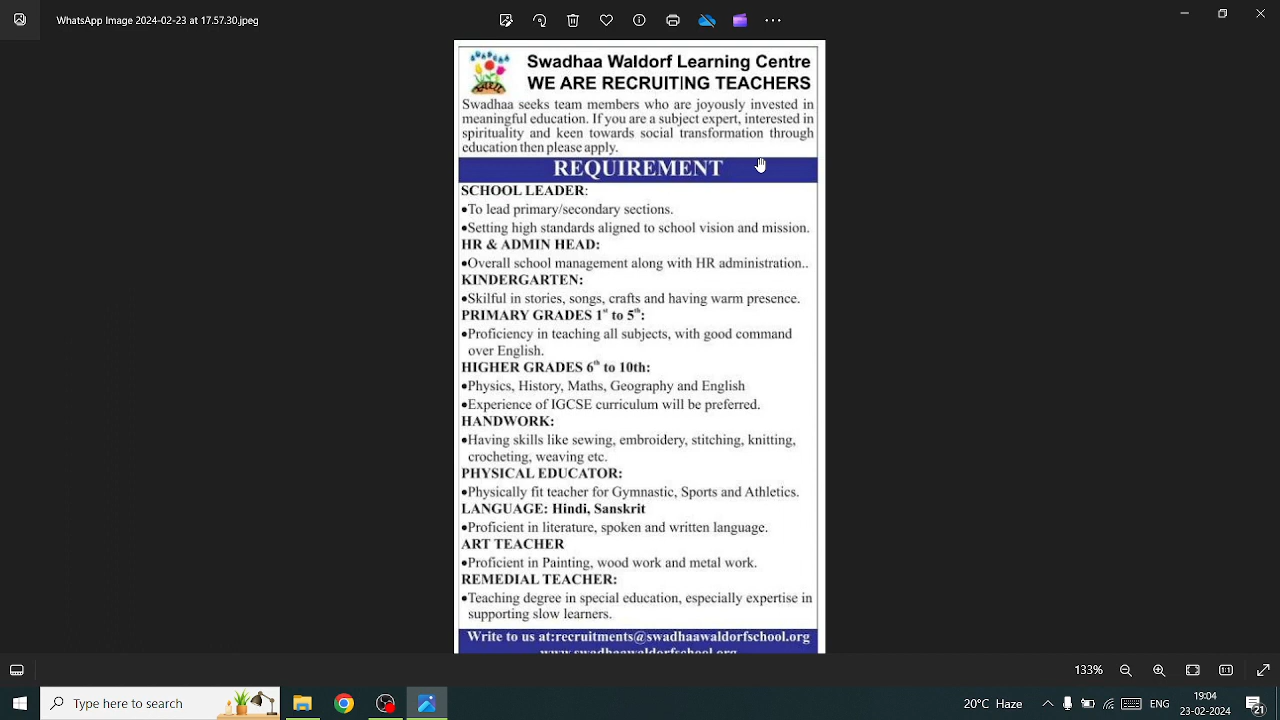 WhatsApp Image 2024-02-23 at 17.57.30.jpeg
Swadhaa Waldorf Learning Centre
WE ARE RECRUITING TEACHERS
Swadhaa seeks team members who are joyously invested in
meaningful education. If you are a subject expert, interested in
spirituality and keen towards social transformation through
education then please apply.
REQUIREMENT
SCHOOL LEADER:
•To lead primary/secondary sections.
•Setting high standards aligned to school vision and mission.
HR & ADMIN HEAD:
•Overall school management along with HR administration..
KINDERGARTEN:
•Skilful in stories, songs, crafts and having warm presence.
PRIMARY GRADES 1st to 5th:
•Proficiency in teaching all subjects, with good command
over English.
HIGHER GRADES 6th to 10th:
•Physics, History, Maths, Geography and English
•Experience of IGCSE curriculum will be preferred.
HANDWORK:
•Having skills like sewing, embroidery, stitching, knitting,
crocheting, weaving etc.
PHYSICAL EDUCATOR:
•Physically fit teacher for Gymnastic, Sports and Athletics.
LANGUAGE: Hindi, Sanskrit
•Proficient in literature, spoken and written language.
ART TEACHER
•Proficient in Painting, wood work and metal work.
REMEDIAL TEACHER:
•Teaching degree in special education, especially expertise in
supporting slow learners.
Write to us at:recruitments@swadhaawaldorfschool.org
www.swadhaawaldorfschool.org
133%
Type here to search
20°C Haze
ENG
19:04
23-02-2024
2